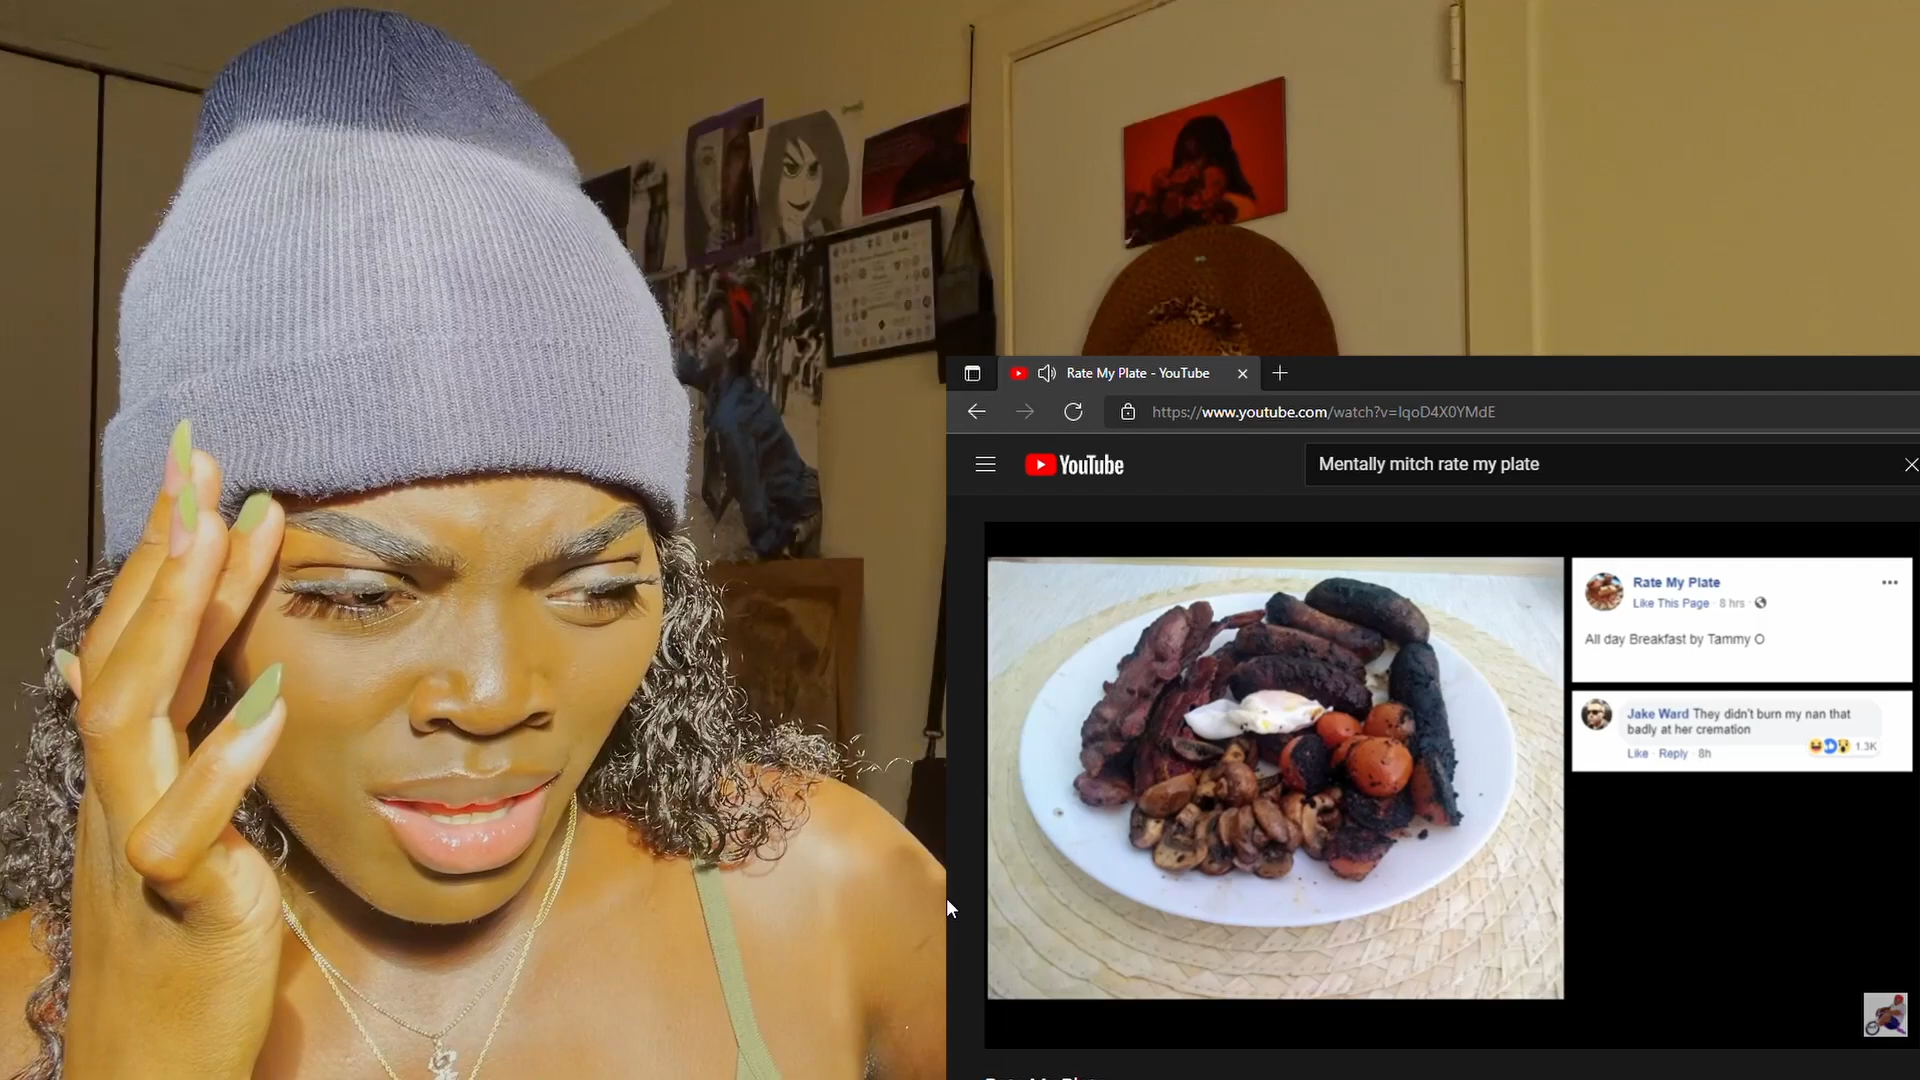 Rate My Plate - YouTube
https://www.youtube.com/watch?v=IqoD4X0YMdE
YouTube
Mentally mitch rate my plate
Rate My Plate
Like This Page · 8 hrs ·
All day Breakfast by Tammy O
Jake Ward They didn't burn my nan that
badly at her cremation
1.3K
Like · Reply · 8h